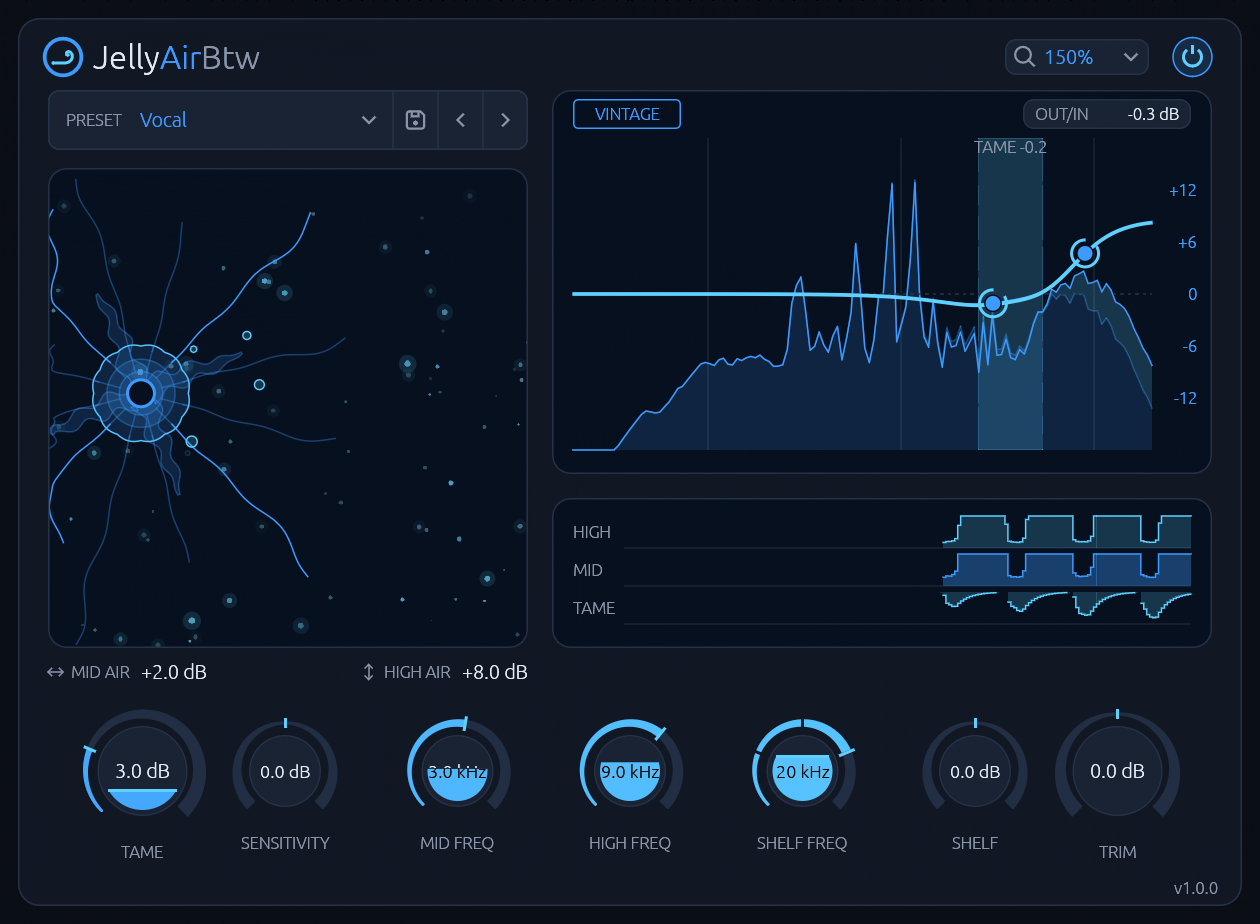 JellyAirBtw
150%
PRESET Vocal
VINTAGE
OUT/IN -0.3 dB
TAME -0.2
+12
+6
0
-6
-12
HIGH
MID
TAME
MID AIR +2.0 dB
HIGH AIR +8.0 dB
3.0 dB
0.0 dB
3.0 kHz
9.0 kHz
20 kHz
0.0 dB
0.0 dB
TAME
SENSITIVITY
MID FREQ
HIGH FREQ
SHELF FREQ
SHELF
TRIM
v1.0.0